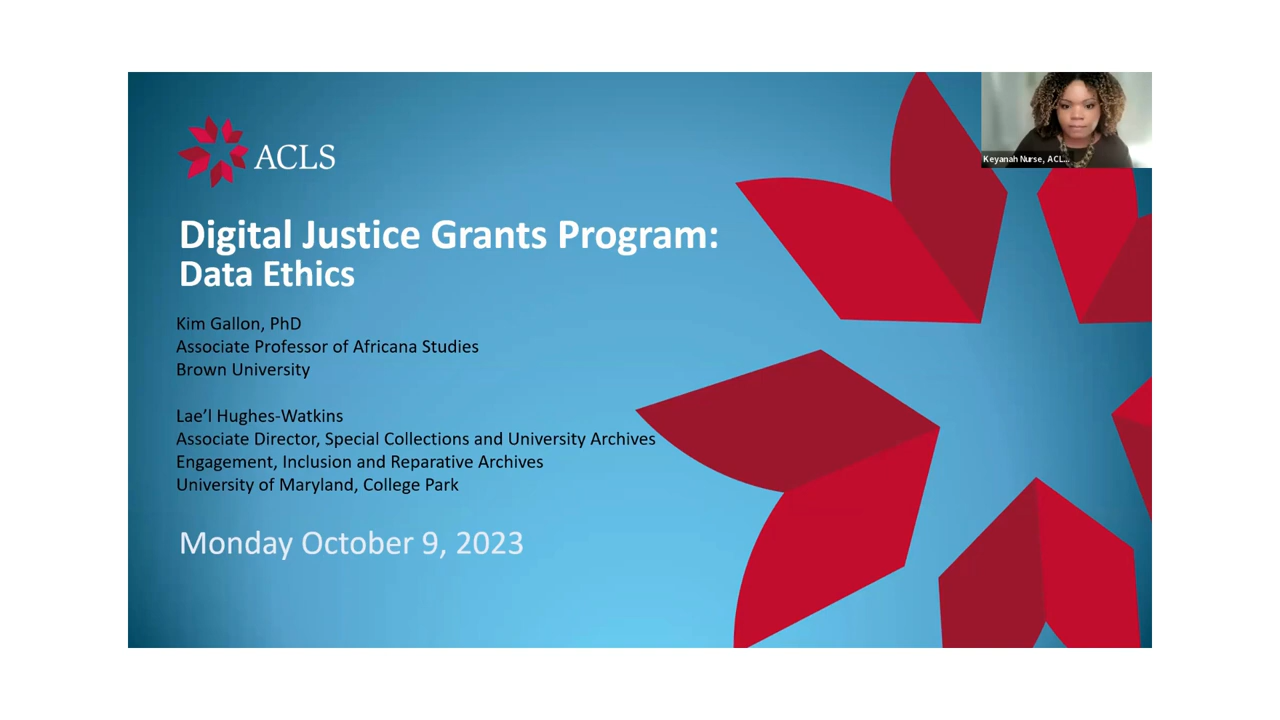 ACLS
Keyanah Nurse, ACL...
Digital Justice Grants Program:
Data Ethics
Kim Gallon, PhD
Associate Professor of Africana Studies
Brown University
Lae’l Hughes-Watkins
Associate Director, Special Collections and University Archives
Engagement, Inclusion and Reparative Archives
University of Maryland, College Park
Monday October 9, 2023